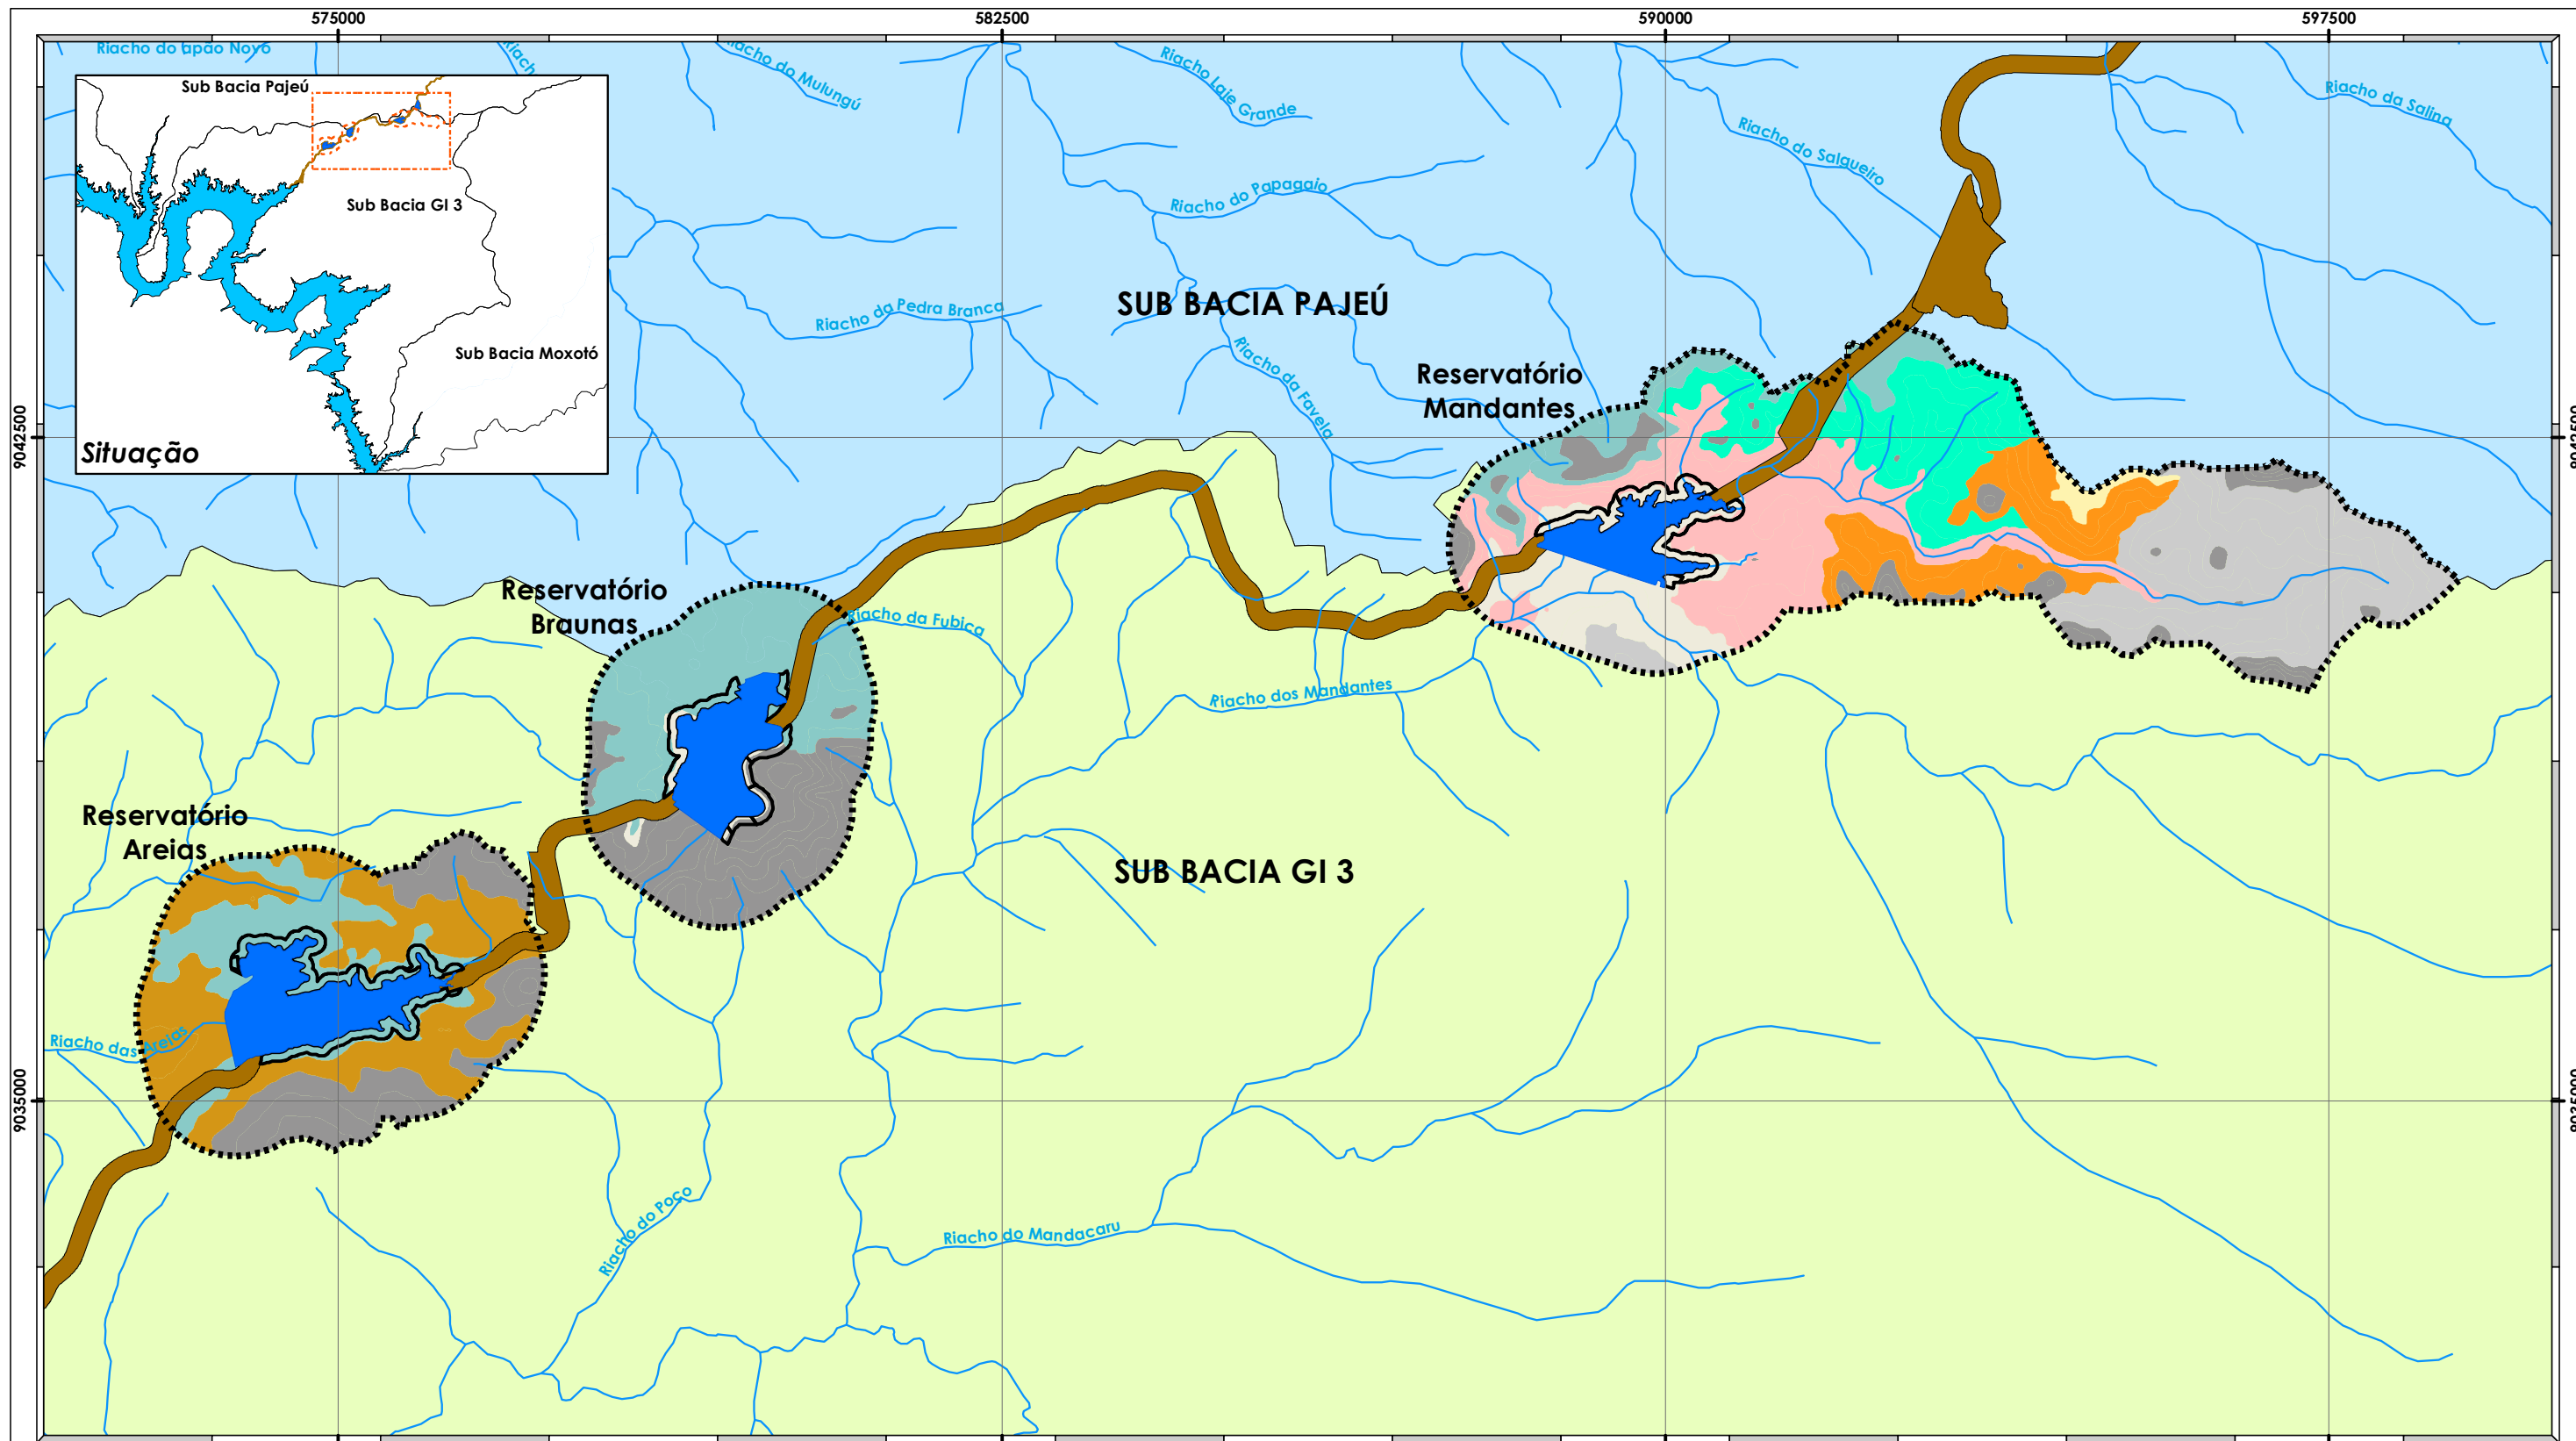 575000
582500
590000
597500
Riacho do Mulungú
Riacho Laje Grande
Riacho da Salina
Sub Bacia Pajeú
Sub Bacia GI 3
Sub Bacia Moxotó
Situação
Riacho do Salgueiro
Riacho do Papagaio
SUB BACIA PAJEÚ
Riacho da Pedra Branca
Riacho da Favela
Reservatório
Mandantes
9042500
9042500
Reservatório
Braunas
Riacho da Fubica
Riacho dos Mandantes
Reservatório
Areias
SUB BACIA GI 3
Riacho das Areias
9035000
9035000
Riacho do Poço
Riacho do Mandacaru